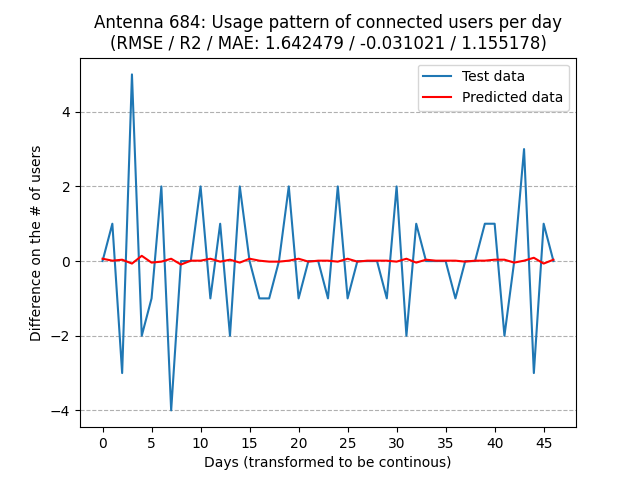 Antenna 684: Usage pattern of connected users per day
(RMSE / R2 / MAE: 1.642479 / -0.031021 / 1.155178)
Test data
Predicted data
4
2
0
−2
−4
Difference on the # of users
0 5 10 15 20 25 30 35 40 45
Days (transformed to be continous)